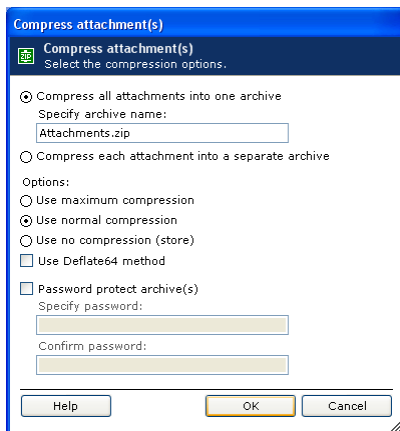 Compress attachment(s)
ZIP
Compress attachment(s)
Select the compression options.
Compress all attachments into one archive
Specify archive name:
Attachments.zip
Compress each attachment into a separate archive
Options:
Use maximum compression
Use normal compression
Use no compression (store)
Use Deflate64 method
Password protect archive(s)
Specify password:
Confirm password:
Help OK Cancel